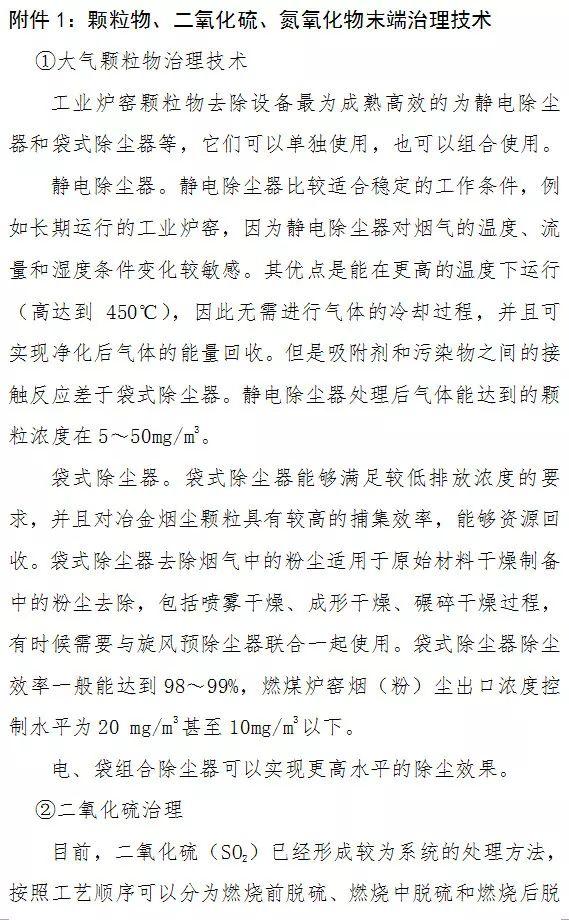 附件1：颗粒物、二氧化硫、氮氧化物末端治理技术
①大气颗粒物治理技术
工业炉窑颗粒物去除设备最为成熟高效的为静电除尘
器和袋式除尘器等，它们可以单独使用，也可以组合使用。
静电除尘器。静电除尘器比较适合稳定的工作条件，例
如长期运行的工业炉窑，因为静电除尘器对烟气的温度、流
量和湿度条件变化较敏感。其优点是能在更高的温度下运行
（高达到 450℃），因此无需进行气体的冷却过程，并且可
实现净化后气体的能量回收。但是吸附剂和污染物之间的接
触反应差于袋式除尘器。静电除尘器处理后气体能达到的颗
粒浓度在5～50mg/m³。
袋式除尘器。袋式除尘器能够满足较低排放浓度的要
求，并且对冶金烟尘颗粒具有较高的捕集效率，能够资源回
收。袋式除尘器去除烟气中的粉尘适用于原始材料干燥制备
中的粉尘去除，包括喷雾干燥、成形干燥、碾碎干燥过程，
有时候需要与旋风预除尘器联合一起使用。袋式除尘器除尘
效率一般能达到98～99%，燃煤炉窑烟（粉）尘出口浓度控
制水平为20 mg/m³甚至10mg/m³以下。
电、袋组合除尘器可以实现更高水平的除尘效果。
②二氧化硫治理
目前，二氧化硫（SO₂）已经形成较为系统的处理方法，
按照工艺顺序可以分为燃烧前脱硫、燃烧中脱硫和燃烧后脱